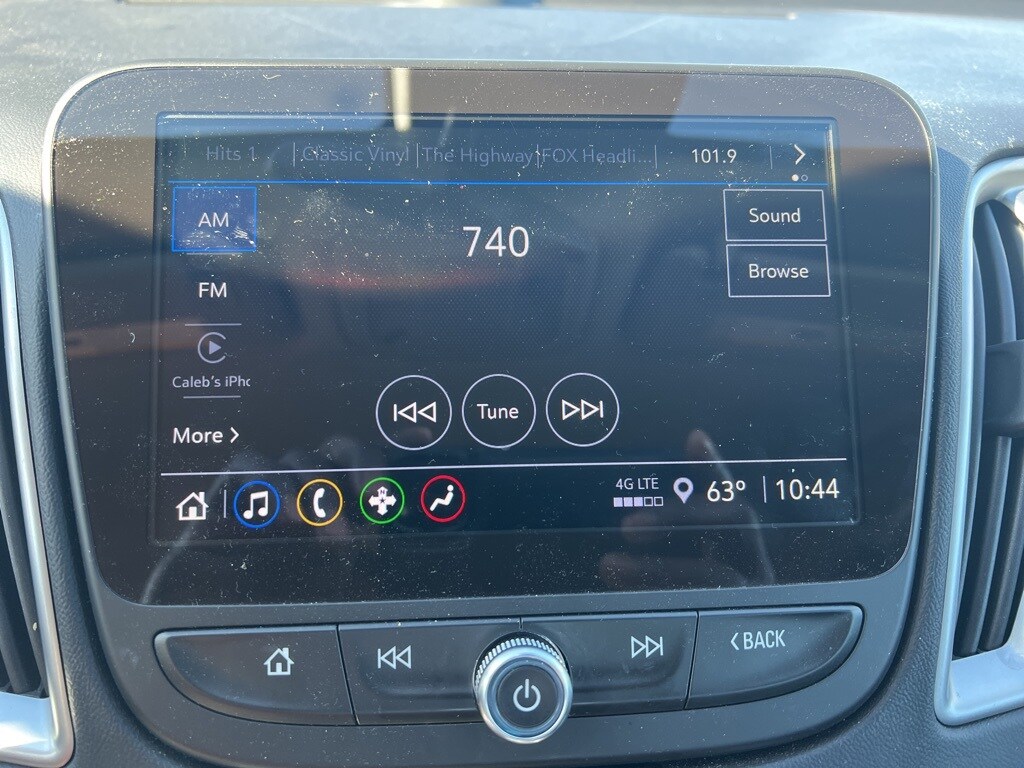 Hits 1 Classic Vinyl The Highway FOX Headli... 101.9
AM
740
Sound
Browse
FM
Caleb's iPho
More
Tune
4G LTE
63° 10:44
BACK